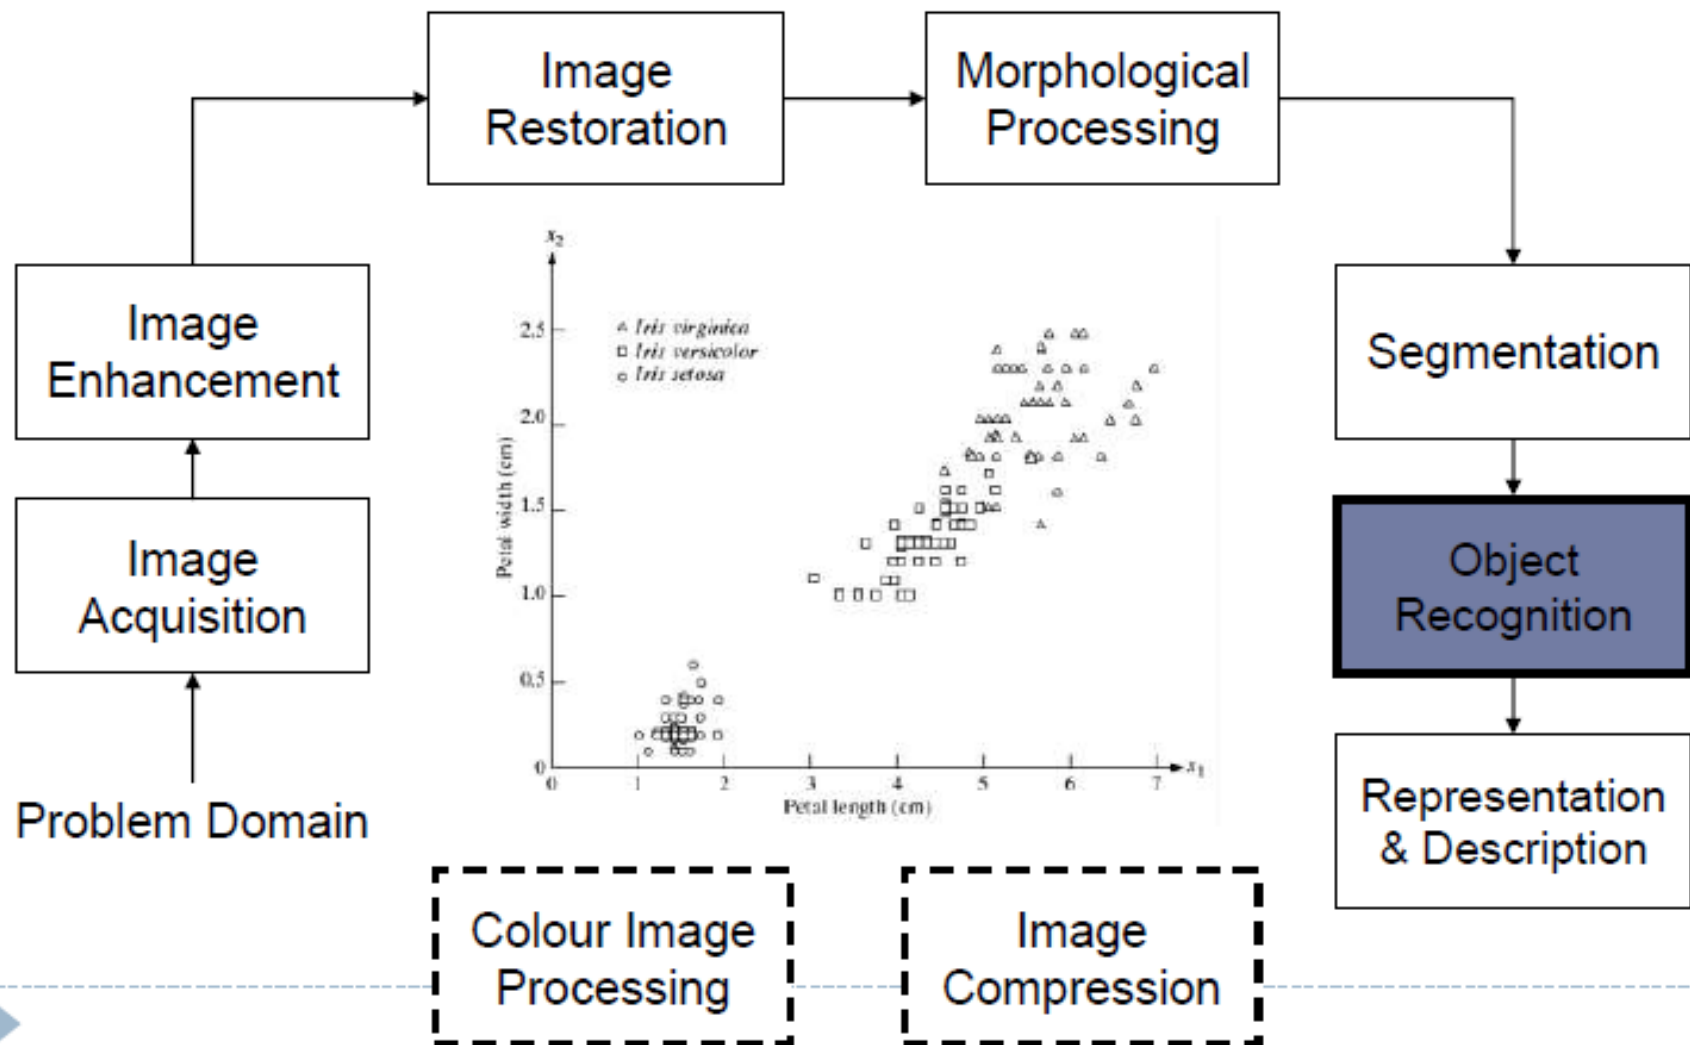 Image
Restoration
Morphological
Processing
Image
Enhancement
Segmentation
Image
Acquisition
Object
Recognition
Problem Domain
Representation
& Description
x2
2.5
2.0
1.5
1.0
0.5
0
Petal width (cm)
Iris virginica
Iris versicolor
Iris setosa
0
1
2
3
4
5
6
7
x1
Petal length (cm)
Colour Image
Processing
Image
Compression